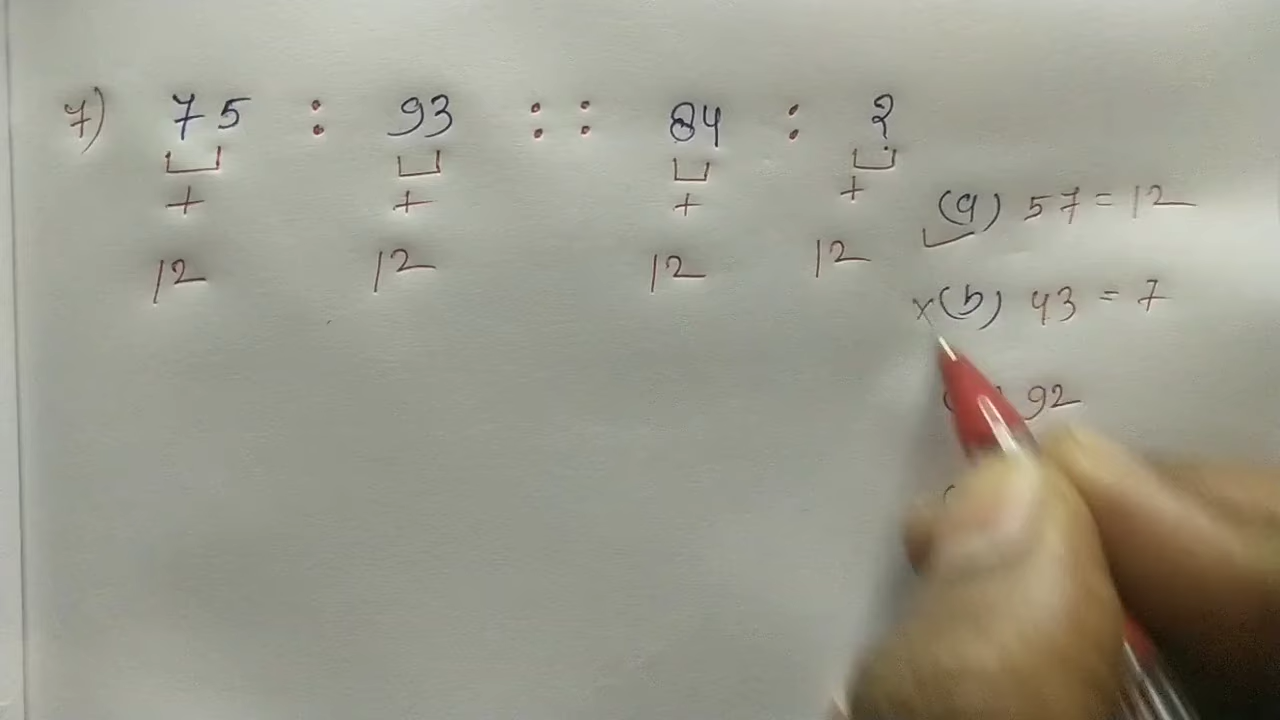 7) 75 : 93 : : 84 : ?
+ + + +
12 12 12 12
(a) 57 = 12
x (b) 43 = 7
92